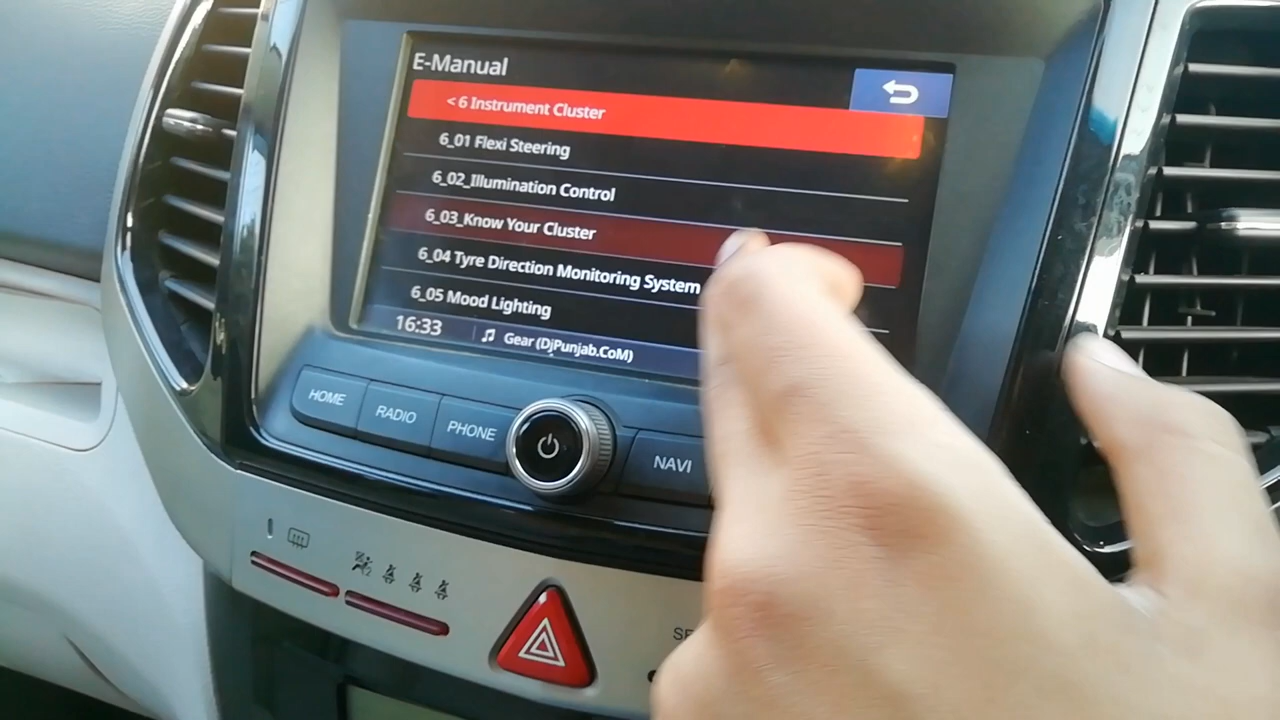 E-Manual
< 6 Instrument Cluster
6_01 Flexi Steering
6_02_Illumination Control
6_03_Know Your Cluster
6_04 Tyre Direction Monitoring System
6_05 Mood Lighting
16:33 Gear (DjPunjab.CoM)
HOME RADIO PHONE NAVI
SE